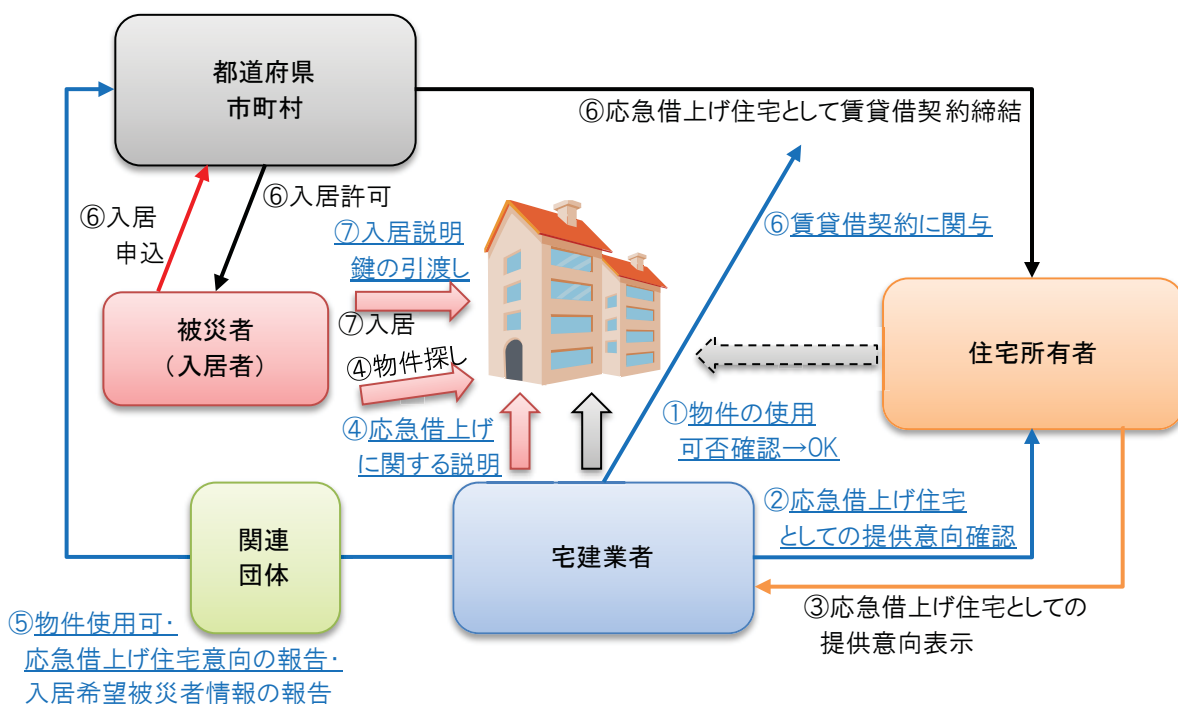 都道府県
市町村
⑥応急借上げ住宅として賃貸借契約締結
⑥入居
申込
⑥入居許可
⑦入居説明
鍵の引渡し
⑥賃貸借契約に関与
被災者
（入居者）
⑦入居
④物件探し
住宅所有者
④応急借上げ
に関する説明
①物件の使用
可否確認→OK
②応急借上げ住宅
としての提供意向確認
関連
団体
宅建業者
③応急借上げ住宅としての
提供意向表示
⑤物件使用可・
応急借上げ住宅意向の報告・
入居希望被災者情報の報告